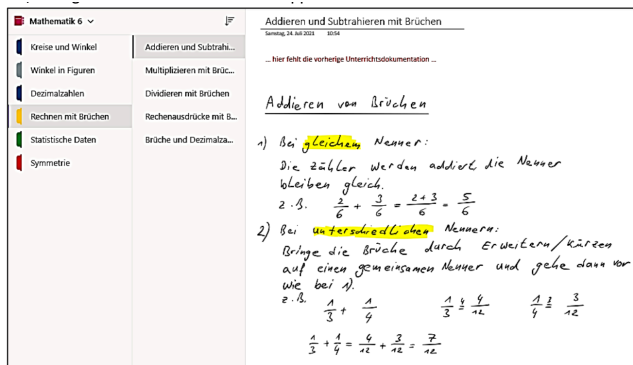 Mathematik 6
Kreise und Winkel
Winkel in Figuren
Dezimalzahlen
Rechnen mit Brüchen
Statistische Daten
Symmetrie
Addieren und Subtrahi...
Multiplizieren mit Brüc...
Dividieren mit Brüchen
Rechenausdrücke mit B...
Brüche und Dezimalza...
Addieren und Subtrahieren mit Brüchen
Samstag, 24. Juli 2021 10:54
... hier fehlt die vorherige Unterrichtsdokumentation ...
Addieren von Brüchen
1) Bei gleichem Nenner:
Die Zähler werden addiert die Nenner
bleiben gleich.
z.B. 2/6 + 3/6 = 2+3/6 = 5/6
2) Bei unterschiedlichen Nennern:
Bringe die Brüche durch Erweitern/Kürzen
auf einen gemeinsamen Nenner und gehe dann vor
wie bei 1).
z.B. 1/3 + 1/4 1/3 4= 4/12 1/4 3= 3/12
1/3 + 1/4 = 4/12 + 3/12 = 7/12